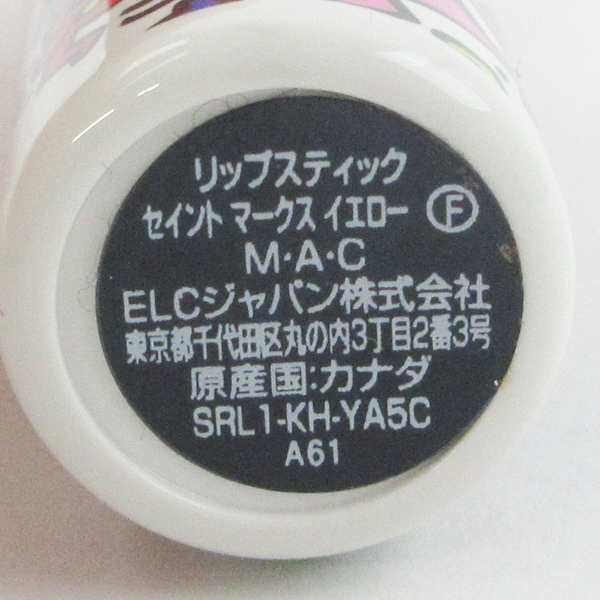 リップスティック
セイント マークス イエロー Ⓕ
M·A·C
ELCジャパン株式会社
東京都千代田区丸の内3丁目2番3号
原産国:カナダ
SRL1-KH-YA5C
A61